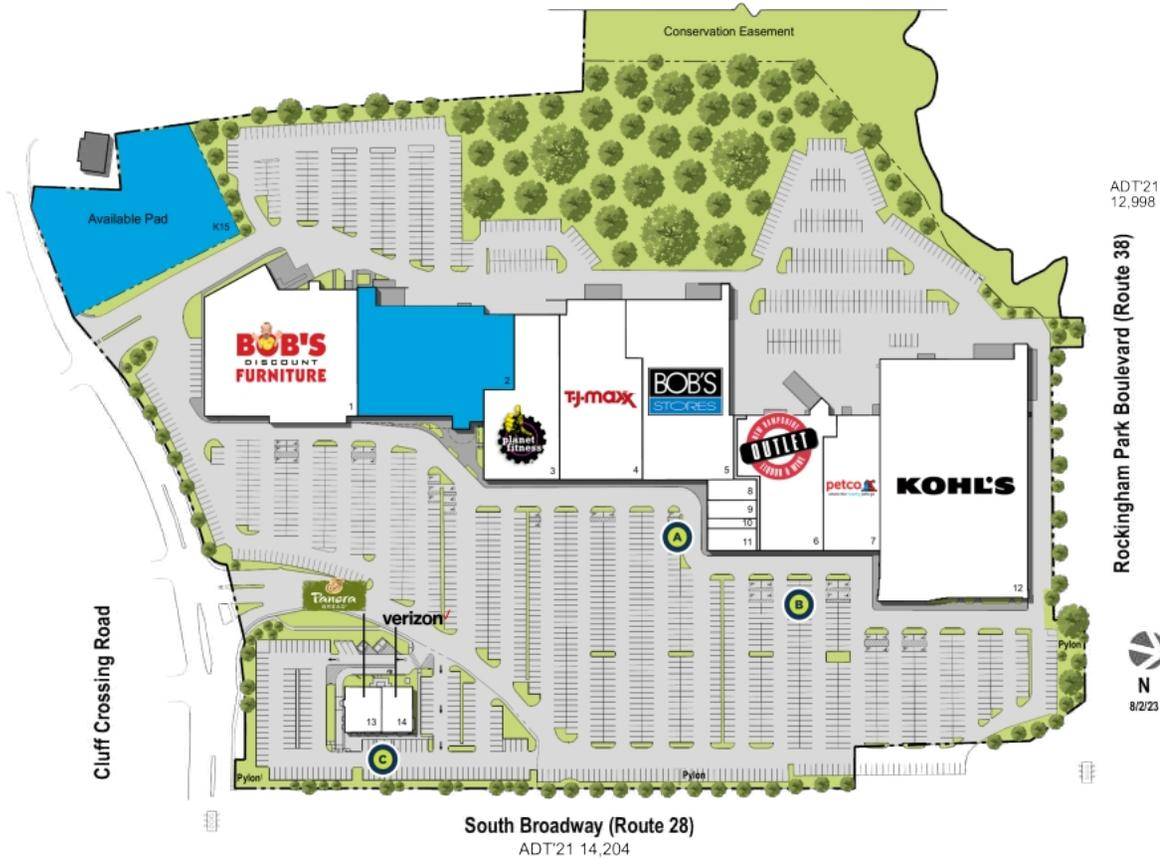 Conservation Easement
ADT'21
12,998
Available Pad
K15
Rockingham Park Boulevard (Route 38)
BOB'S
DISCOUNT
FURNITURE
1
2
planet
fitness
3
T.J.maxx
4
BOB'S
STORES
5
NEW HAMPSHIRE
OUTLET
LIQUOR & WINE
6
petco
7
KOHL'S
12
8
9
10
11
A
B
Panera
BREAD
verizon
13
14
C
Cluff Crossing Road
Pylon
Pylon
Pylon
N
8/2/23
South Broadway (Route 28)
ADT'21 14,204